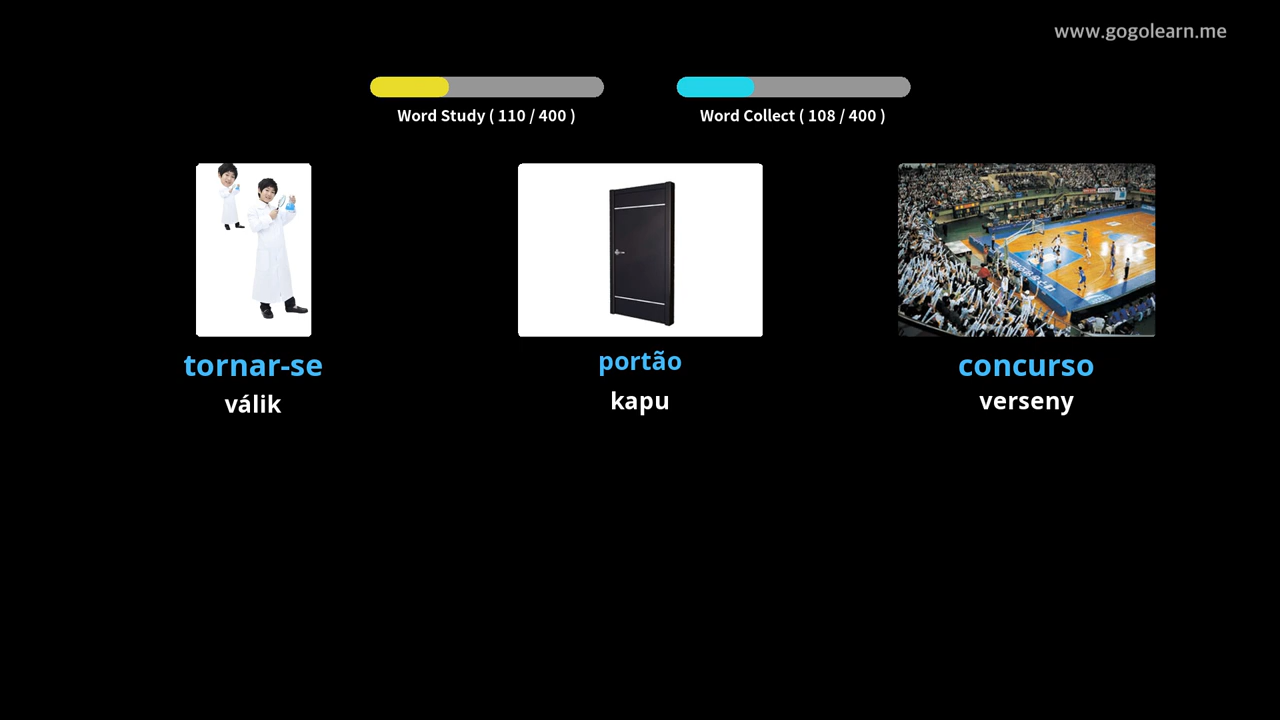 www.gogolearn.me
Word Study ( 110 / 400 )
Word Collect ( 108 / 400 )
tornar-se
válik
portão
kapu
concurso
verseny